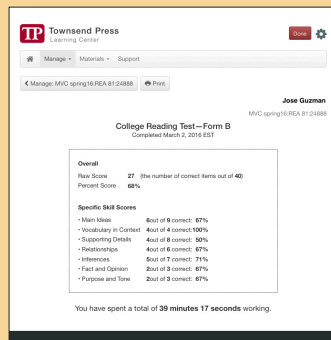 TP Townsend Press
Learning Center
Done
Manage Materials Support
Manage: MVC spring16:REA 81:24888 Print
Jose Guzman
MVC spring16:REA 81:24888
College Reading Test—Form B
Completed March 2, 2016 EST
Overall
Raw Score 27 (the number of correct items out of 40)
Percent Score 68%
Specific Skill Scores
• Main Ideas 6out of 9 correct: 67%
• Vocabulary in Context 4out of 4 correct:100%
• Supporting Details 4out of 8 correct: 50%
• Relationships 4out of 6 correct: 67%
• Inferences 5out of 7 correct: 71%
• Fact and Opinion 2out of 3 correct: 67%
• Purpose and Tone 2out of 3 correct: 67%
You have spent a total of 39 minutes 17 seconds working.